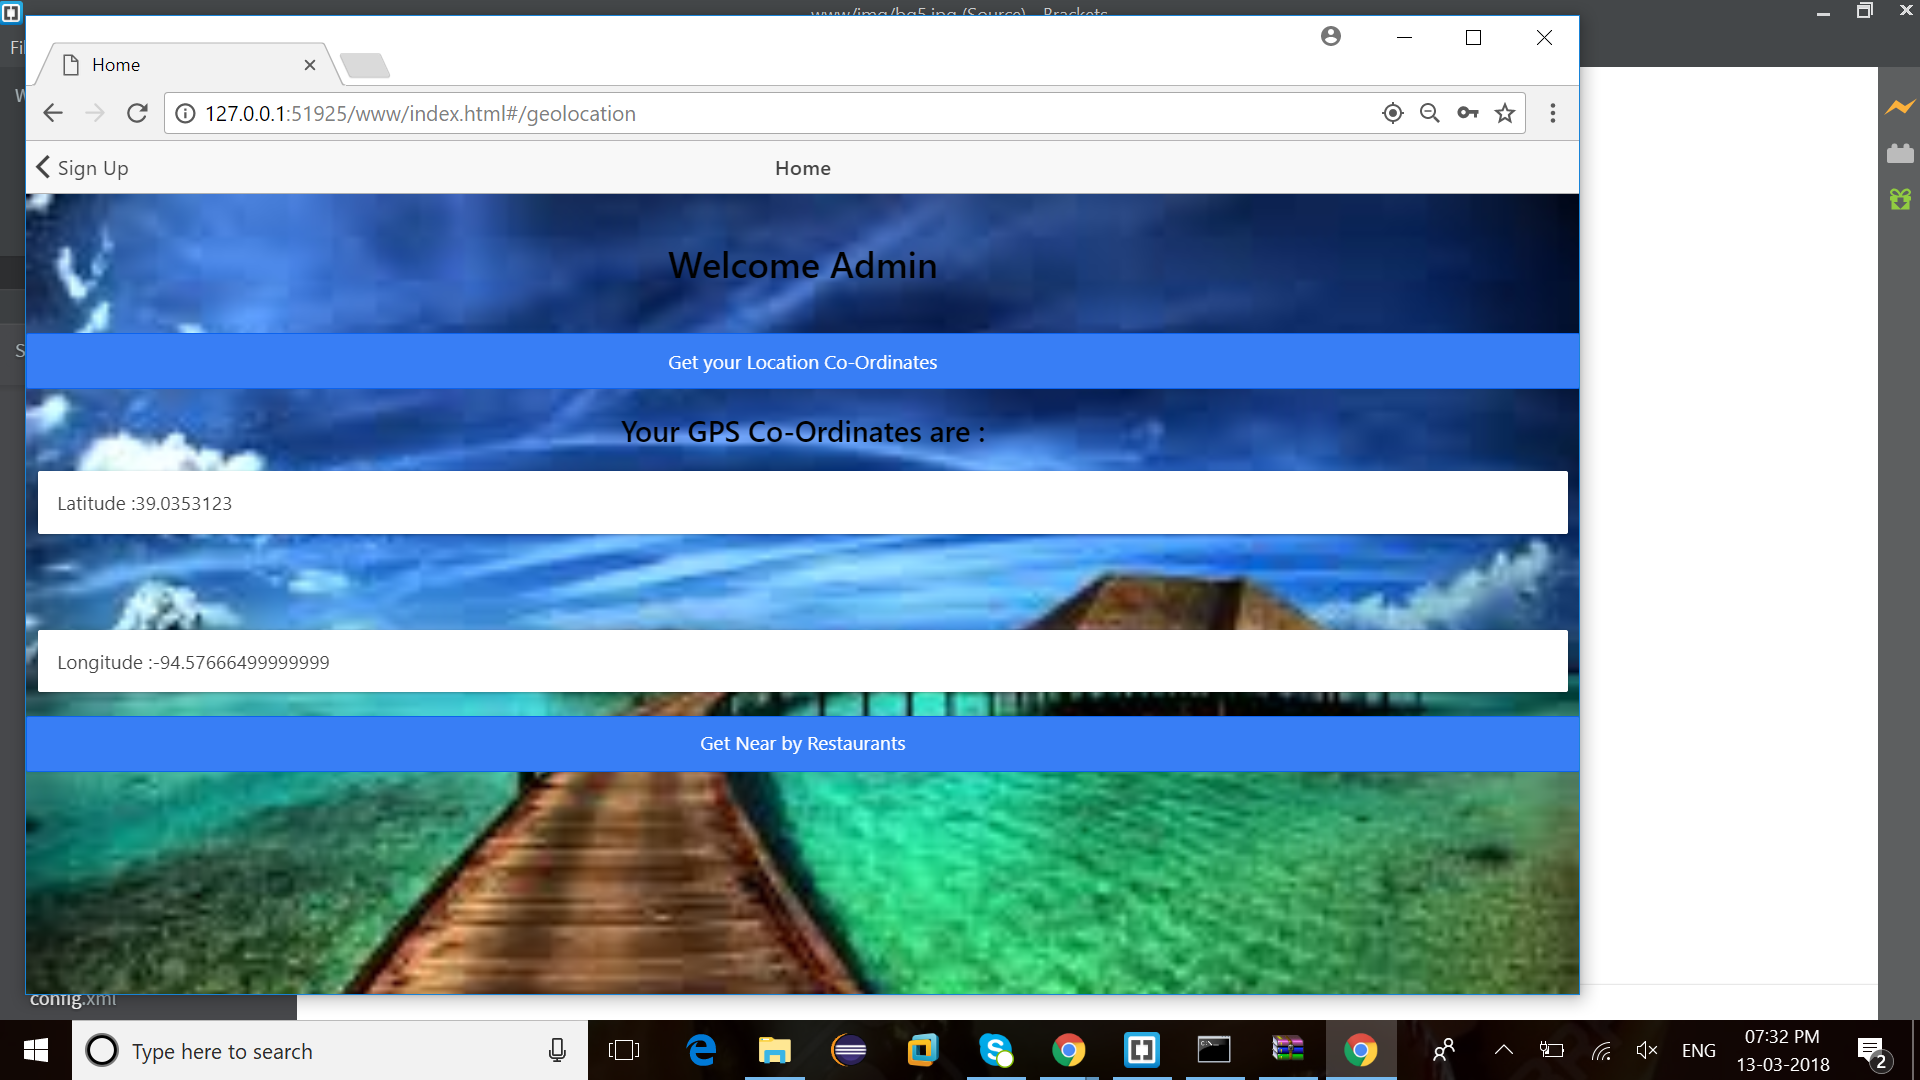 www/img/bg5.jpg (Source) - Brackets
Home
127.0.0.1:51925/www/index.html#/geolocation
Sign Up
Home
Welcome Admin
Get your Location Co-Ordinates
Your GPS Co-Ordinates are :
Latitude :39.0353123
Longitude :-94.57666499999999
Get Near by Restaurants
config.xml
Type here to search
ENG
07:32 PM
13-03-2018
2